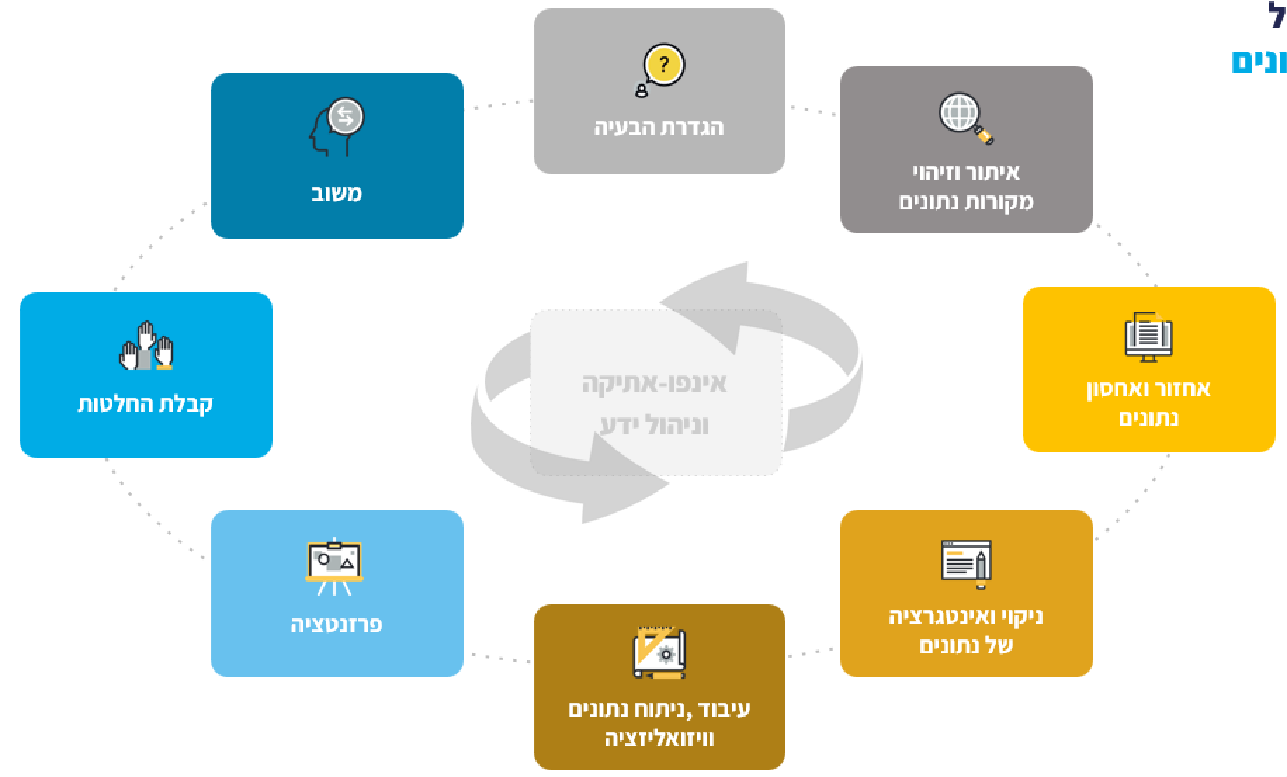 הגדרת הבעיה
?
איתור וזיהוי
מקורות נתונים
אחזור ואחסון
נתונים
ניקוי ואינטגרציה
של נתונים
עיבוד ,ניתוח נתונים
וויזואליזציה
פרזנטציה
קבלת החלטות
משוב
אינפו-אתיקה
וניהול ידע